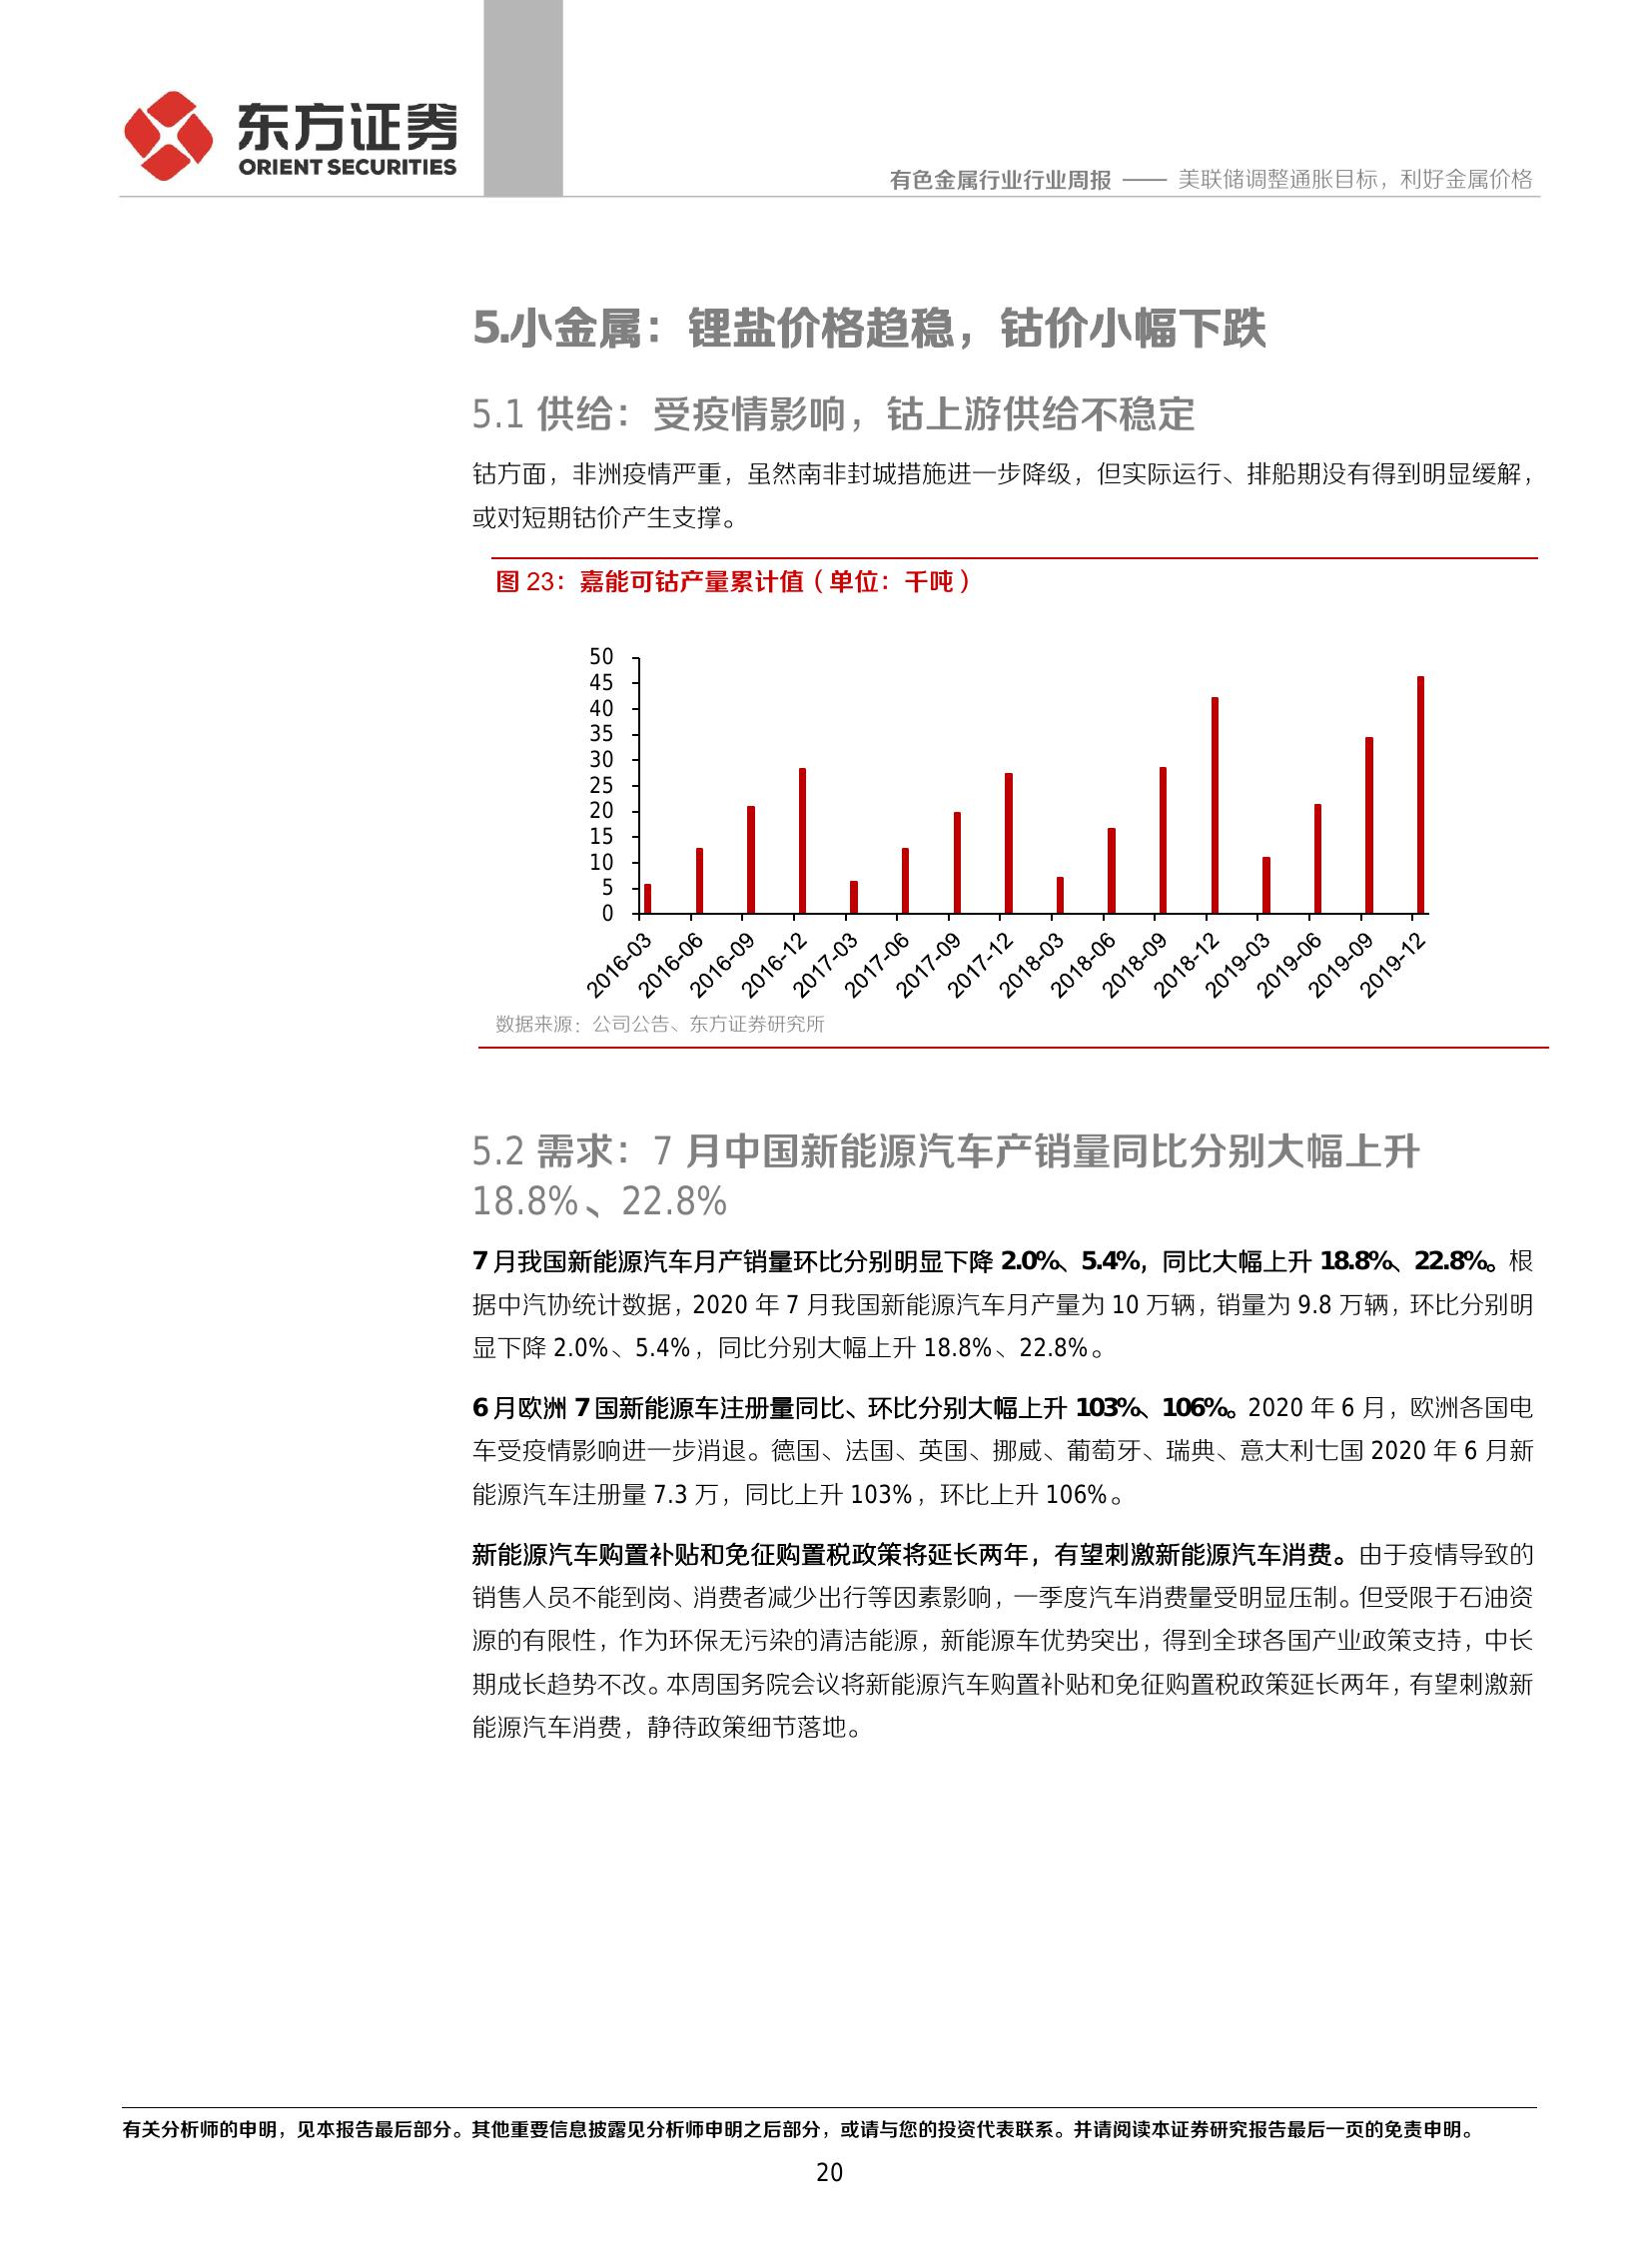 东方证券
ORIENT SECURITIES
有色金属行业行业周报 —— 美联储调整通胀目标，利好金属价格
5.小金属：锂盐价格趋稳，钴价小幅下跌
5.1 供给：受疫情影响，钴上游供给不稳定
钴方面，非洲疫情严重，虽然南非封城措施进一步降级，但实际运行、排船期没有得到明显缓解，
或对短期钴价产生支撑。
图 23：嘉能可钴产量累计值（单位：千吨）
50
45
40
35
30
25
20
15
10
5
0
2016-03 2016-06 2016-09 2016-12 2017-03 2017-06 2017-09 2017-12 2018-03 2018-06 2018-09 2018-12 2019-03 2019-06 2019-09 2019-12
数据来源：公司公告、东方证券研究所
5.2 需求：7 月中国新能源汽车产销量同比分别大幅上升
18.8%、22.8%
7 月我国新能源汽车月产销量环比分别明显下降 2.0%、5.4%，同比大幅上升 18.8%、22.8%。根
据中汽协统计数据，2020 年 7 月我国新能源汽车月产量为 10 万辆，销量为 9.8 万辆，环比分别明
显下降 2.0%、5.4%，同比分别大幅上升 18.8%、22.8%。
6 月欧洲 7 国新能源车注册量同比、环比分别大幅上升 103%、106%。2020 年 6 月，欧洲各国电
车受疫情影响进一步消退。德国、法国、英国、挪威、葡萄牙、瑞典、意大利七国 2020 年 6 月新
能源汽车注册量 7.3 万，同比上升 103%，环比上升 106%。
新能源汽车购置补贴和免征购置税政策将延长两年，有望刺激新能源汽车消费。由于疫情导致的
销售人员不能到岗、消费者减少出行等因素影响，一季度汽车消费量受明显压制。但受限于石油资
源的有限性，作为环保无污染的清洁能源，新能源车优势突出，得到全球各国产业政策支持，中长
期成长趋势不改。本周国务院会议将新能源汽车购置补贴和免征购置税政策延长两年，有望刺激新
能源汽车消费，静待政策细节落地。
有关分析师的申明，见本报告最后部分。其他重要信息披露见分析师申明之后部分，或请与您的投资代表联系。并请阅读本证券研究报告最后一页的免责申明。
20